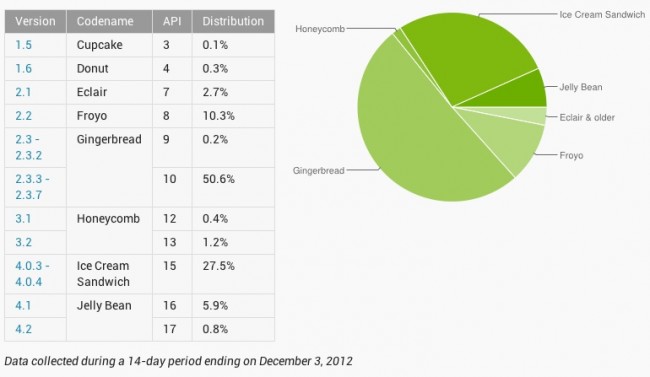 Version Codename API Distribution
1.5 Cupcake 3 0.1%
1.6 Donut 4 0.3%
2.1 Eclair 7 2.7%
2.2 Froyo 8 10.3%
2.3 - Gingerbread 9 0.2%
2.3.2
2.3.3 - 10 50.6%
2.3.7
3.1 Honeycomb 12 0.4%
3.2 13 1.2%
4.0.3 - Ice Cream 15 27.5%
4.0.4 Sandwich
4.1 Jelly Bean 16 5.9%
4.2 17 0.8%
Ice Cream Sandwich
Honeycomb
Jelly Bean
Eclair & older
Froyo
Gingerbread
Data collected during a 14-day period ending on December 3, 2012